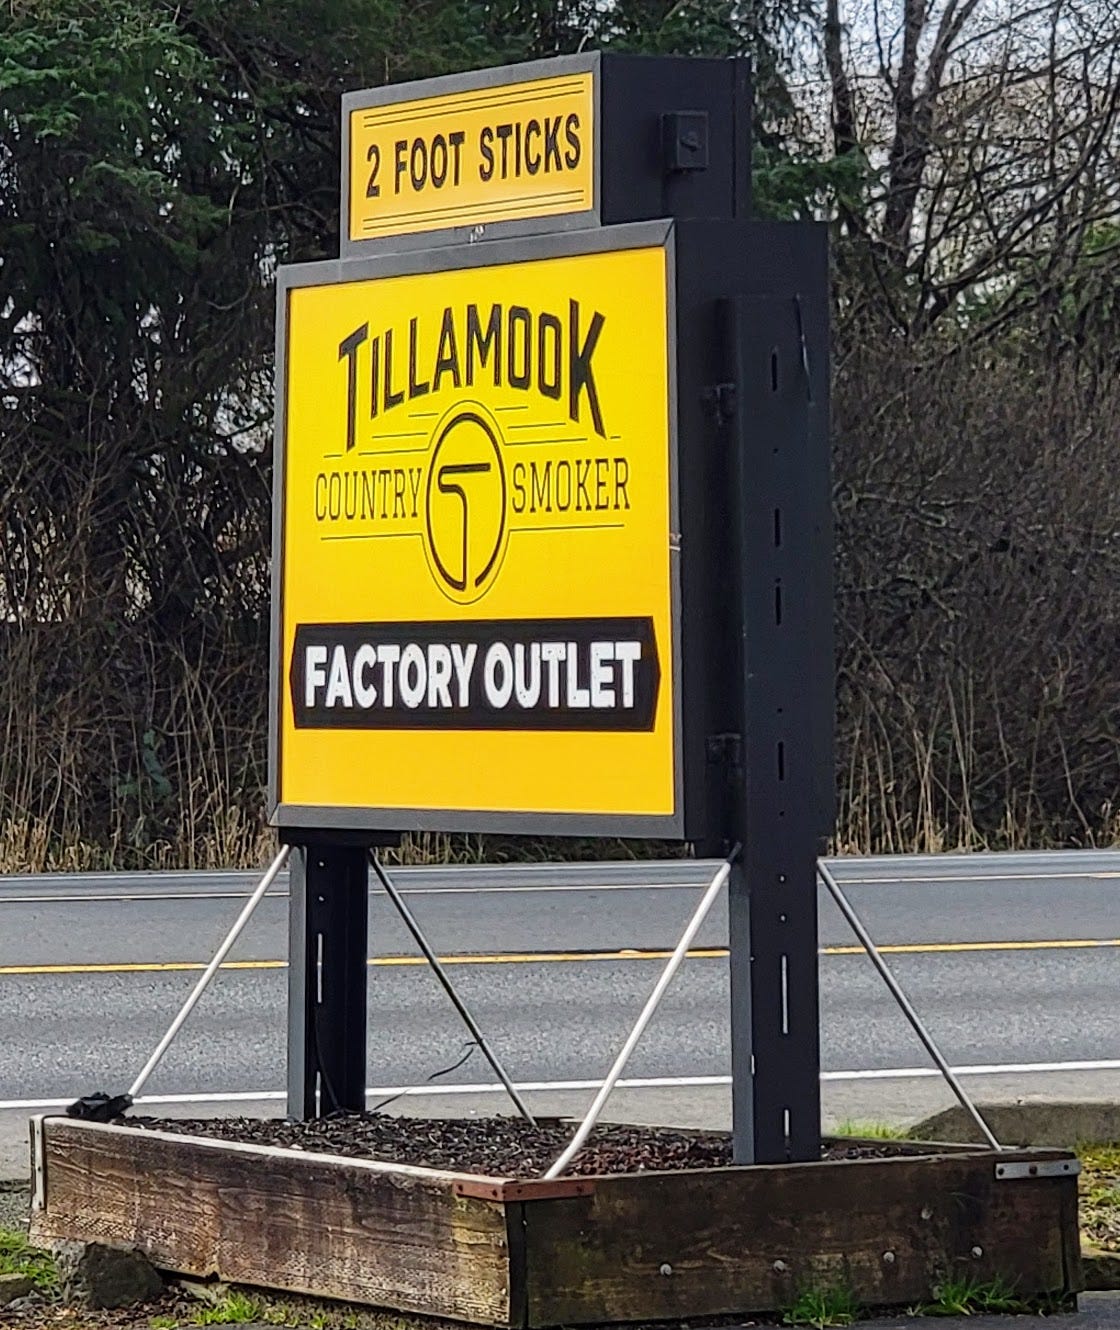 2 FOOT STICKS
TILLAMOOK
COUNTRY T SMOKER
FACTORY OUTLET